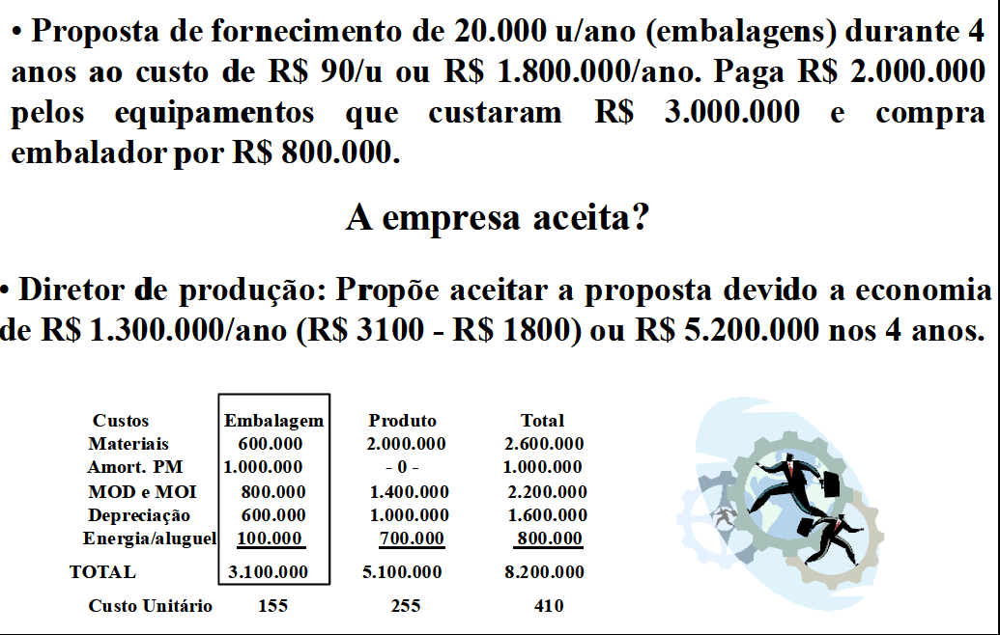 • Proposta de fornecimento de 20.000 u/ano (embalagens) durante 4
anos ao custo de R$ 90/u ou R$ 1.800.000/ano. Paga R$ 2.000.000
pelos equipamentos que custaram R$ 3.000.000 e compra
embalador por R$ 800.000.
A empresa aceita?
• Diretor de produção: Propõe aceitar a proposta devido a economia
de R$ 1.300.000/ano (R$ 3100 - R$ 1800) ou R$ 5.200.000 nos 4 anos.
Custos Embalagem Produto Total
Materiais 600.000 2.000.000 2.600.000
Amort. PM 1.000.000 - 0 - 1.000.000
MOD e MOI 800.000 1.400.000 2.200.000
Depreciação 600.000 1.000.000 1.600.000
Energia/aluguel 100.000 700.000 800.000
TOTAL 3.100.000 5.100.000 8.200.000
Custo Unitário 155 255 410